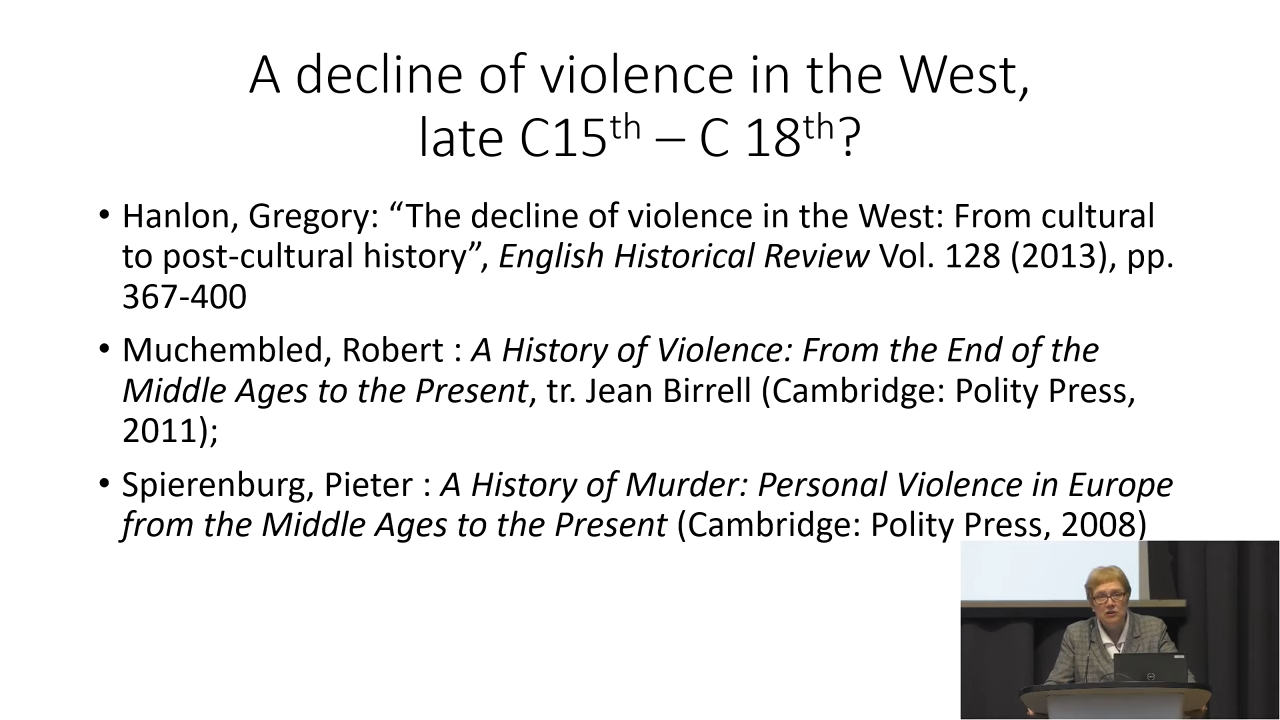 A decline of violence in the West,
late C15th – C 18th?
• Hanlon, Gregory: “The decline of violence in the West: From cultural
to post-cultural history”, English Historical Review Vol. 128 (2013), pp.
367-400
• Muchembled, Robert : A History of Violence: From the End of the
Middle Ages to the Present, tr. Jean Birrell (Cambridge: Polity Press,
2011);
• Spierenburg, Pieter : A History of Murder: Personal Violence in Europe
from the Middle Ages to the Present (Cambridge: Polity Press, 2008)